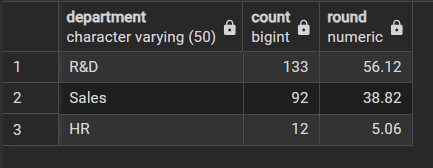 department count round
character varying (50) bigint numeric
1 R&D 133 56.12
2 Sales 92 38.82
3 HR 12 5.06